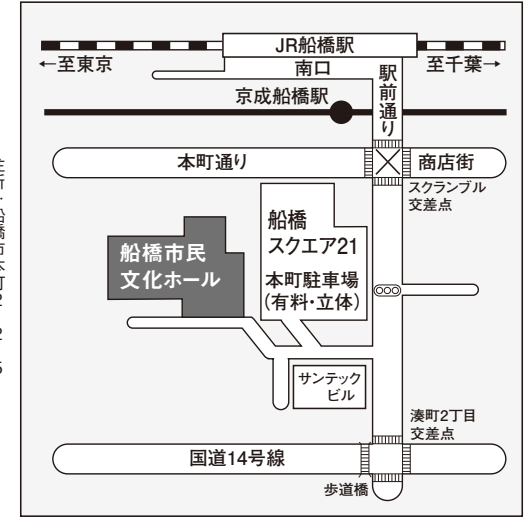 JR船橋駅
←至東京
南口
至千葉→
駅前通り
京成船橋駅
本町通り
商店街
スクランブル
交差点
船橋
スクエア21
本町駐車場
(有料・立体)
船橋市民
文化ホール
サンテック
ビル
湊町2丁目
交差点
国道14号線
歩道橋